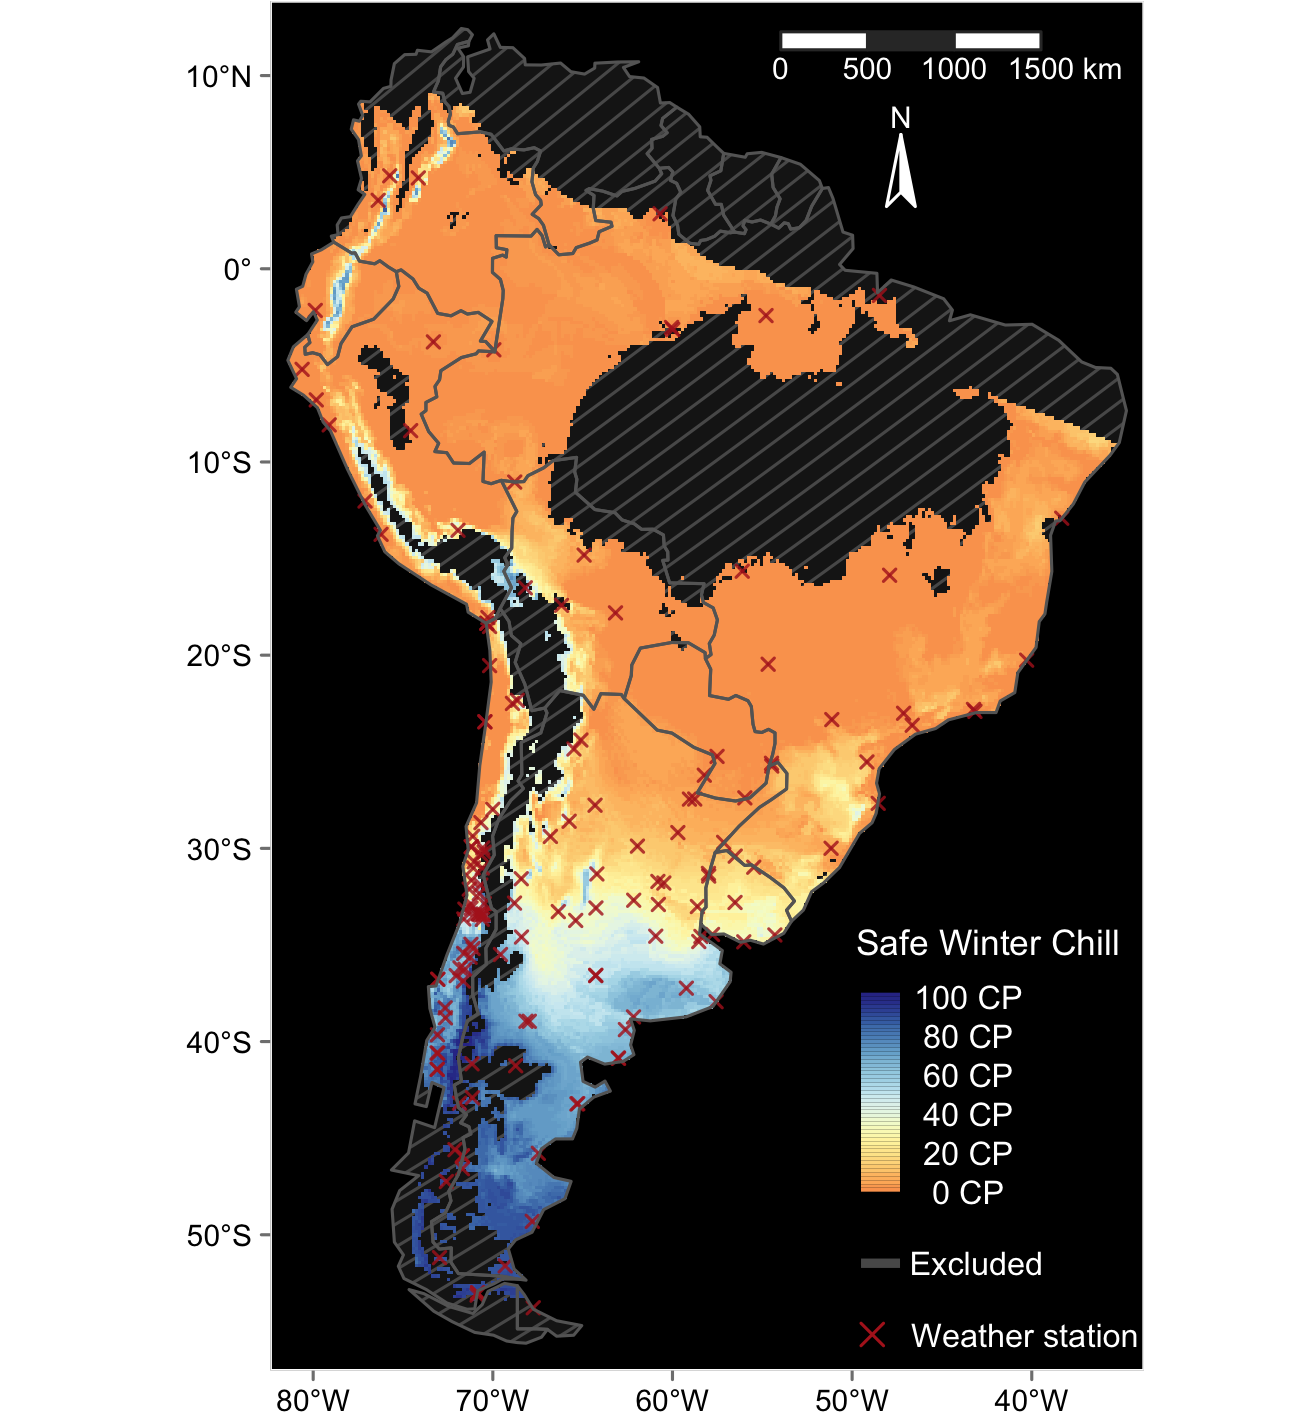 0 500 1000 1500 km
N
10°N
0°
10°S
20°S
30°S
40°S
50°S
Safe Winter Chill
100 CP
80 CP
60 CP
40 CP
20 CP
0 CP
Excluded
Weather station
80°W 70°W 60°W 50°W 40°W